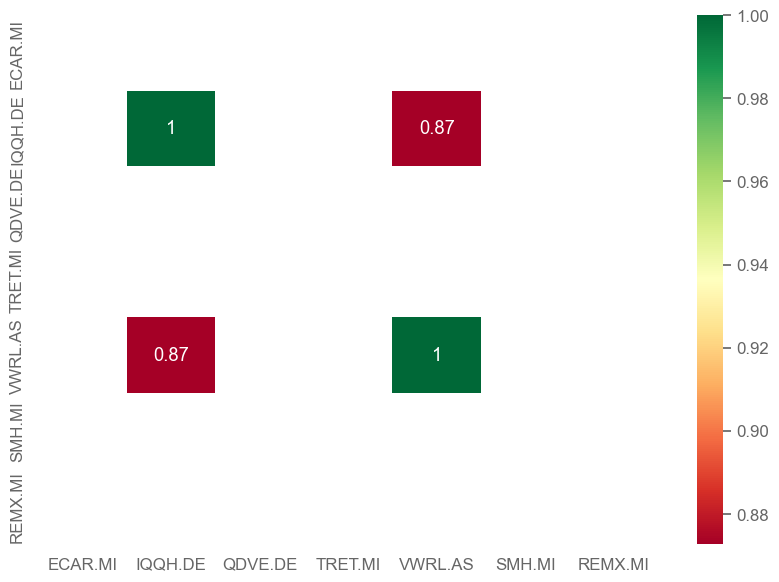 ECAR.MI
IQQH.DE
QDVE.DE
TRET.MI
VWRL.AS
SMH.MI
REMX.MI
1
0.87
0.87
1
ECAR.MI
IQQH.DE
QDVE.DE
TRET.MI
VWRL.AS
SMH.MI
REMX.MI
1.00
0.98
0.96
0.94
0.92
0.90
0.88